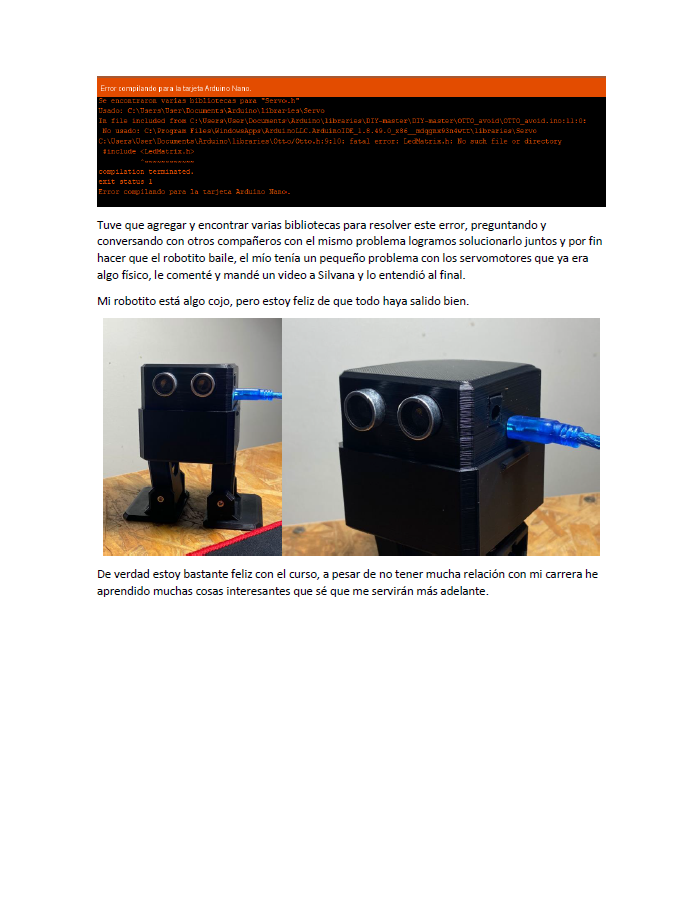 Error compilando para la tarjeta Arduino Nano.
Se encontraron varias bibliotecas para "Servo.h"
Usado: C:\Users\User\Documents\Arduino\libraries\Servo
In file included from C:\Users\User\Documents\Arduino\libraries\DIY-master\DIY-master\OTTO_avoid\OTTO_avoid.ino:11:0:
No usado: C:\Program Files\WindowsApps\ArduinoLLC.ArduinoIDE_1.8.49.0_x86__mdqgnx93n4wtt\libraries\Servo
C:\Users\User\Documents\Arduino\libraries\Otto/Otto.h:9:10: fatal error: LedMatrix.h: No such file or directory
#include <LedMatrix.h>
^~~~~~~~~~~~~
compilation terminated.
exit status 1
Error compilando para la tarjeta Arduino Nano.
Tuve que agregar y encontrar varias bibliotecas para resolver este error, preguntando y
conversando con otros compañeros con el mismo problema logramos solucionarlo juntos y por fin
hacer que el robotito baile, el mío tenía un pequeño problema con los servomotores que ya era
algo físico, le comenté y mandé un video a Silvana y lo entendió al final.
Mi robotito está algo cojo, pero estoy feliz de que todo haya salido bien.
De verdad estoy bastante feliz con el curso, a pesar de no tener mucha relación con mi carrera he
aprendido muchas cosas interesantes que sé que me servirán más adelante.